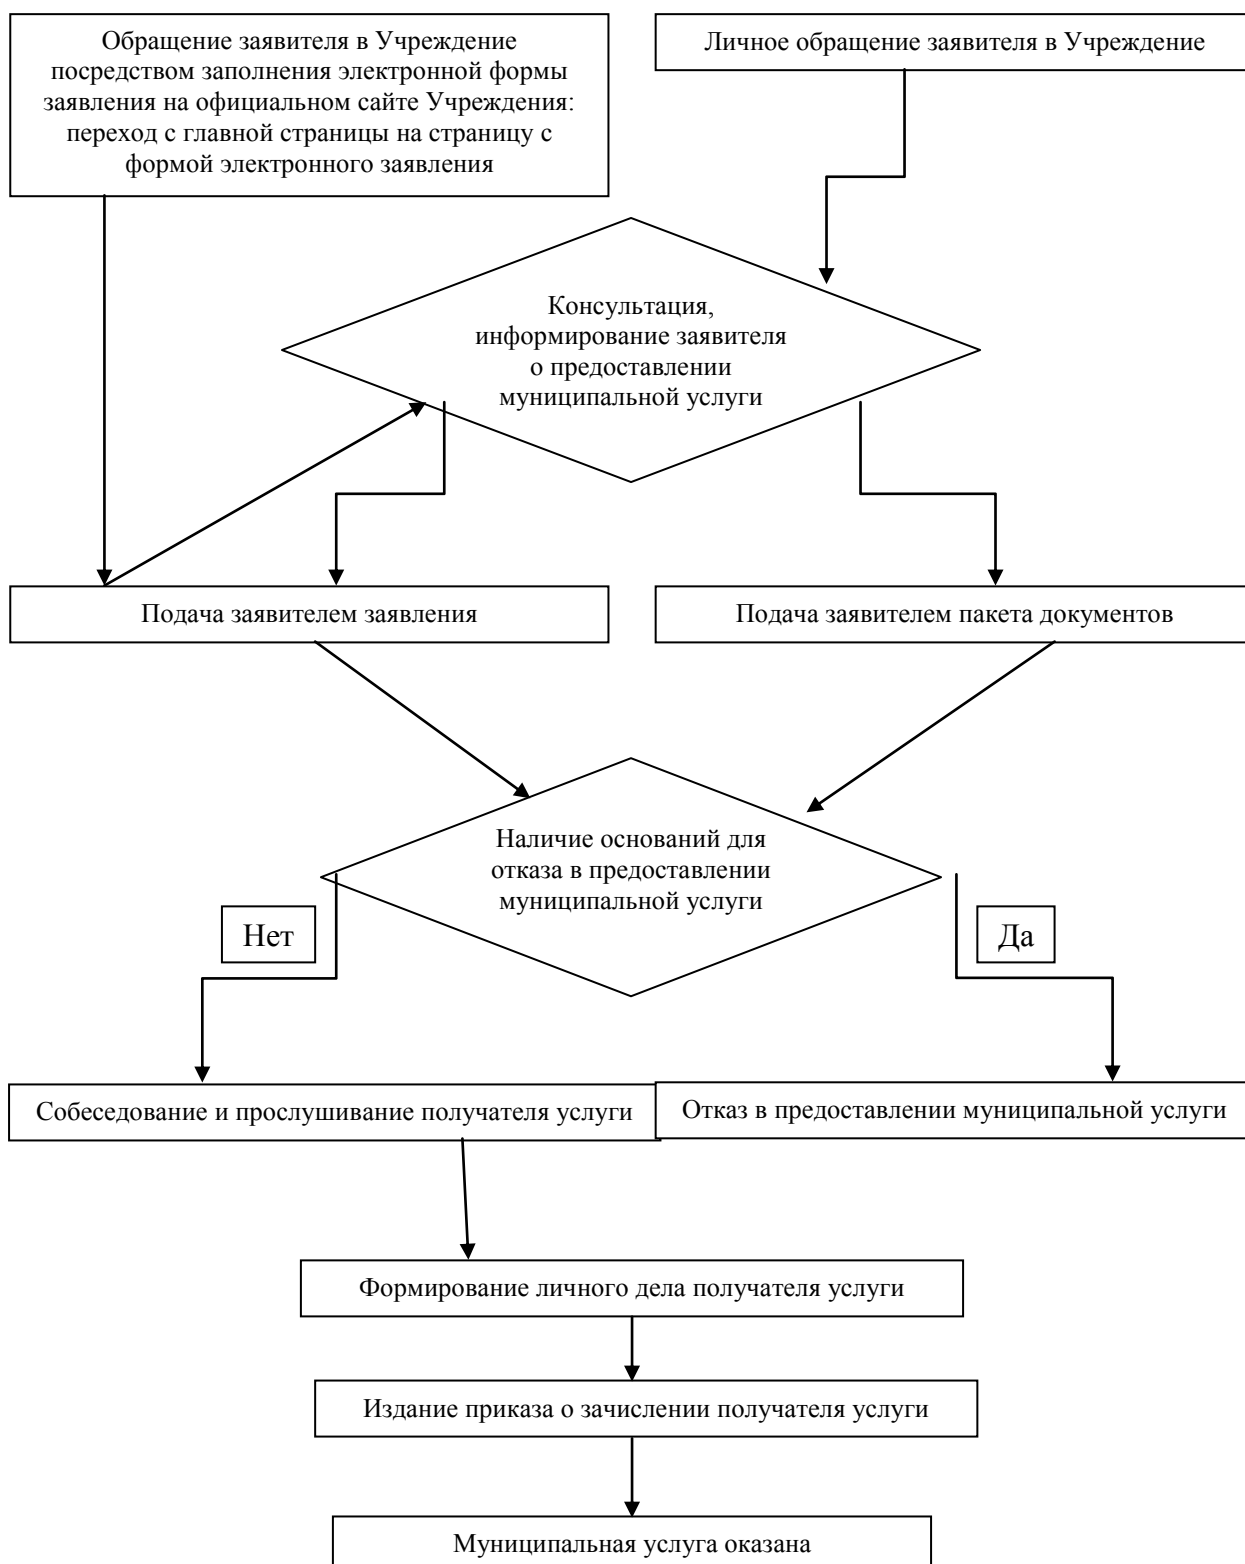 Обращение заявителя в Учреждение
посредством заполнения электронной формы
заявления на официальном сайте Учреждения:
переход с главной страницы на страницу с
формой электронного заявления
Личное обращение заявителя в Учреждение
Консультация,
информирование заявителя
о предоставлении
муниципальной услуги
Подача заявителем заявления
Подача заявителем пакета документов
Наличие оснований для
отказа в предоставлении
муниципальной услуги
Нет
Да
Собеседование и прослушивание получателя услуги
Отказ в предоставлении муниципальной услуги
Формирование личного дела получателя услуги
Издание приказа о зачислении получателя услуги
Муниципальная услуга оказана